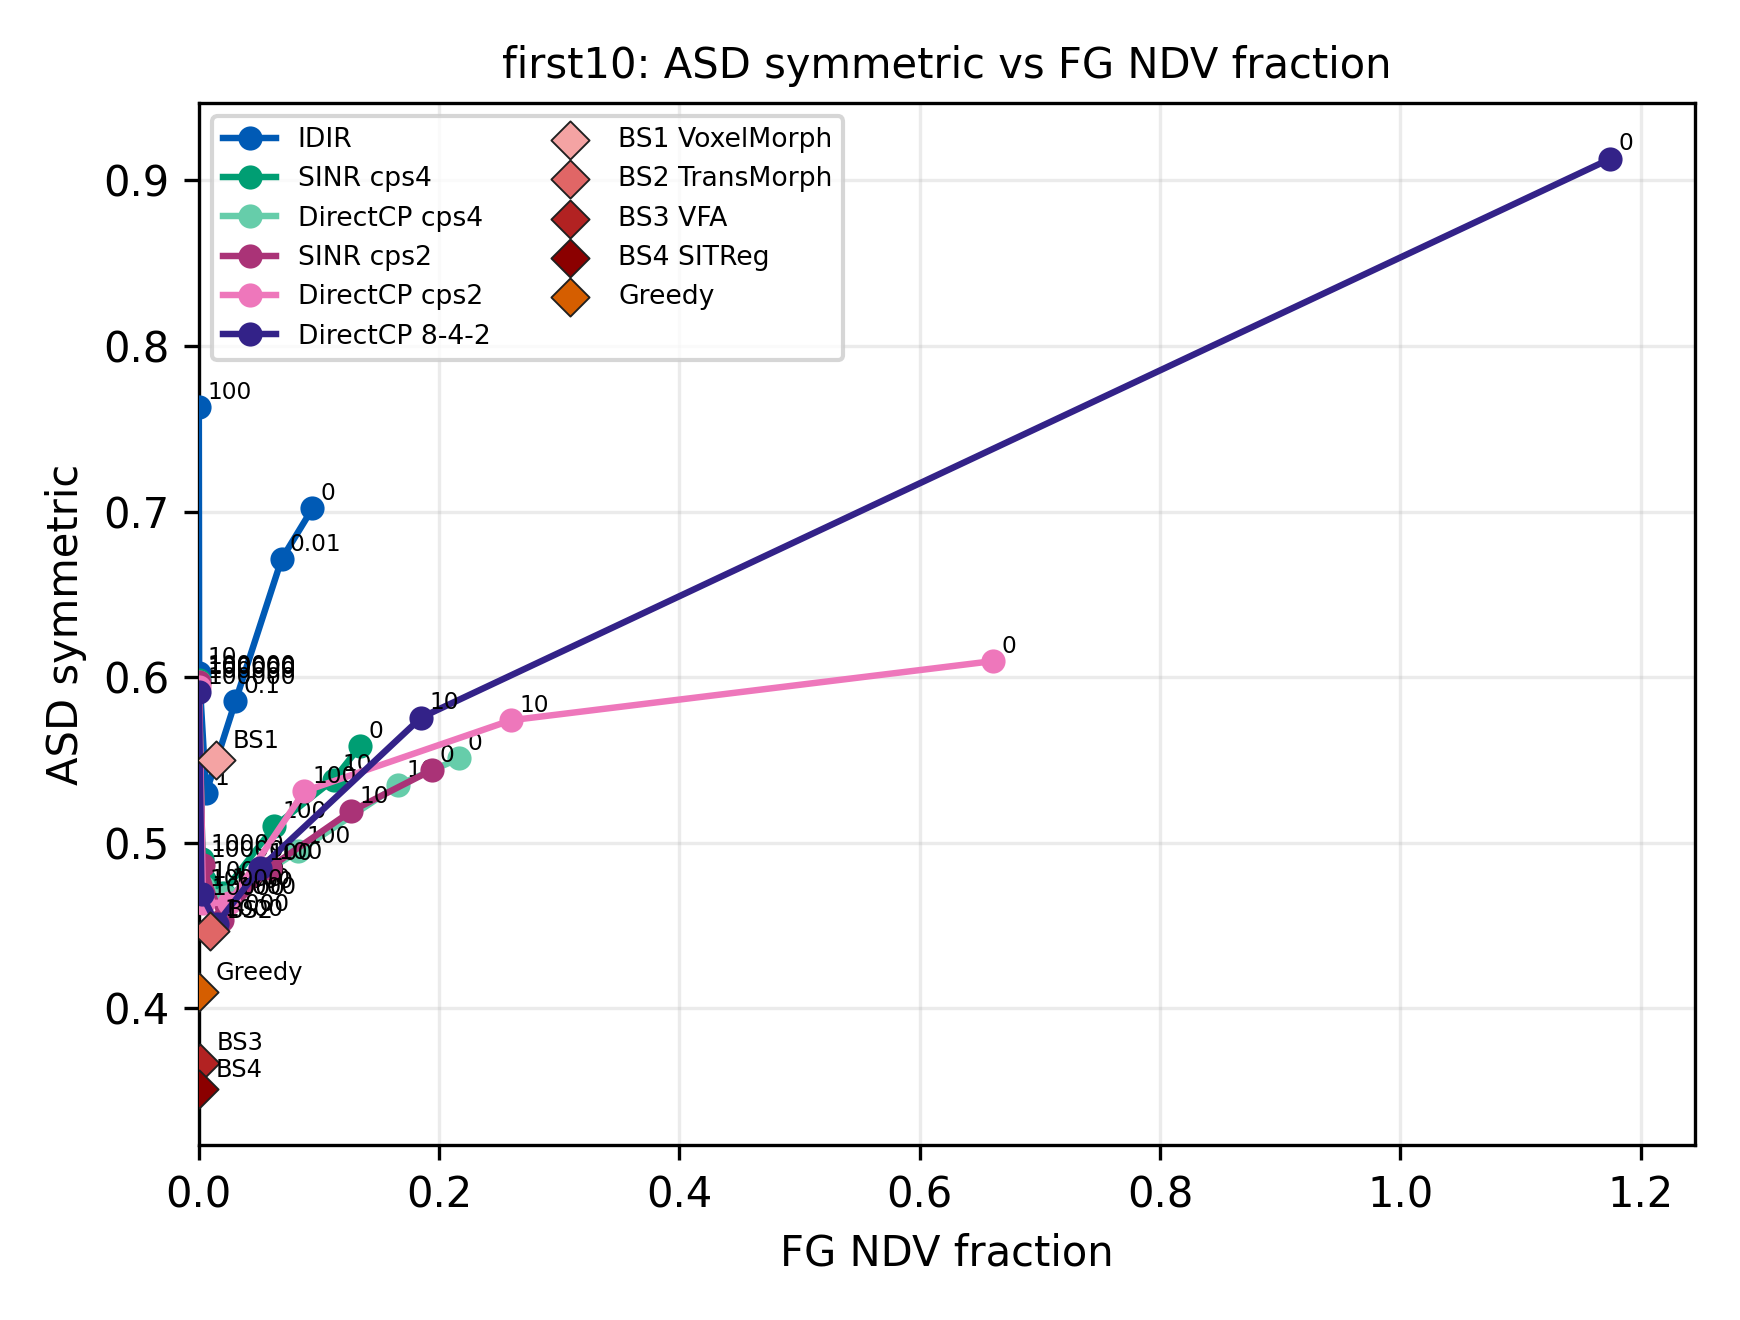 first10: ASD symmetric vs FG NDV fraction
IDIR
SINR cps4
DirectCP cps4
SINR cps2
DirectCP cps2
DirectCP 8-4-2
BS1 VoxelMorph
BS2 TransMorph
BS3 VFA
BS4 SITReg
Greedy
ASD symmetric
0.9
0.8
0.7
0.6
0.5
0.4
0
100
0
0.01
10
0.1
0
10
10
0
0
0
BS1
1
100
10
10
100
100
BS2
Greedy
BS3
BS4
0.0
0.2
0.4
0.6
0.8
1.0
1.2
FG NDV fraction